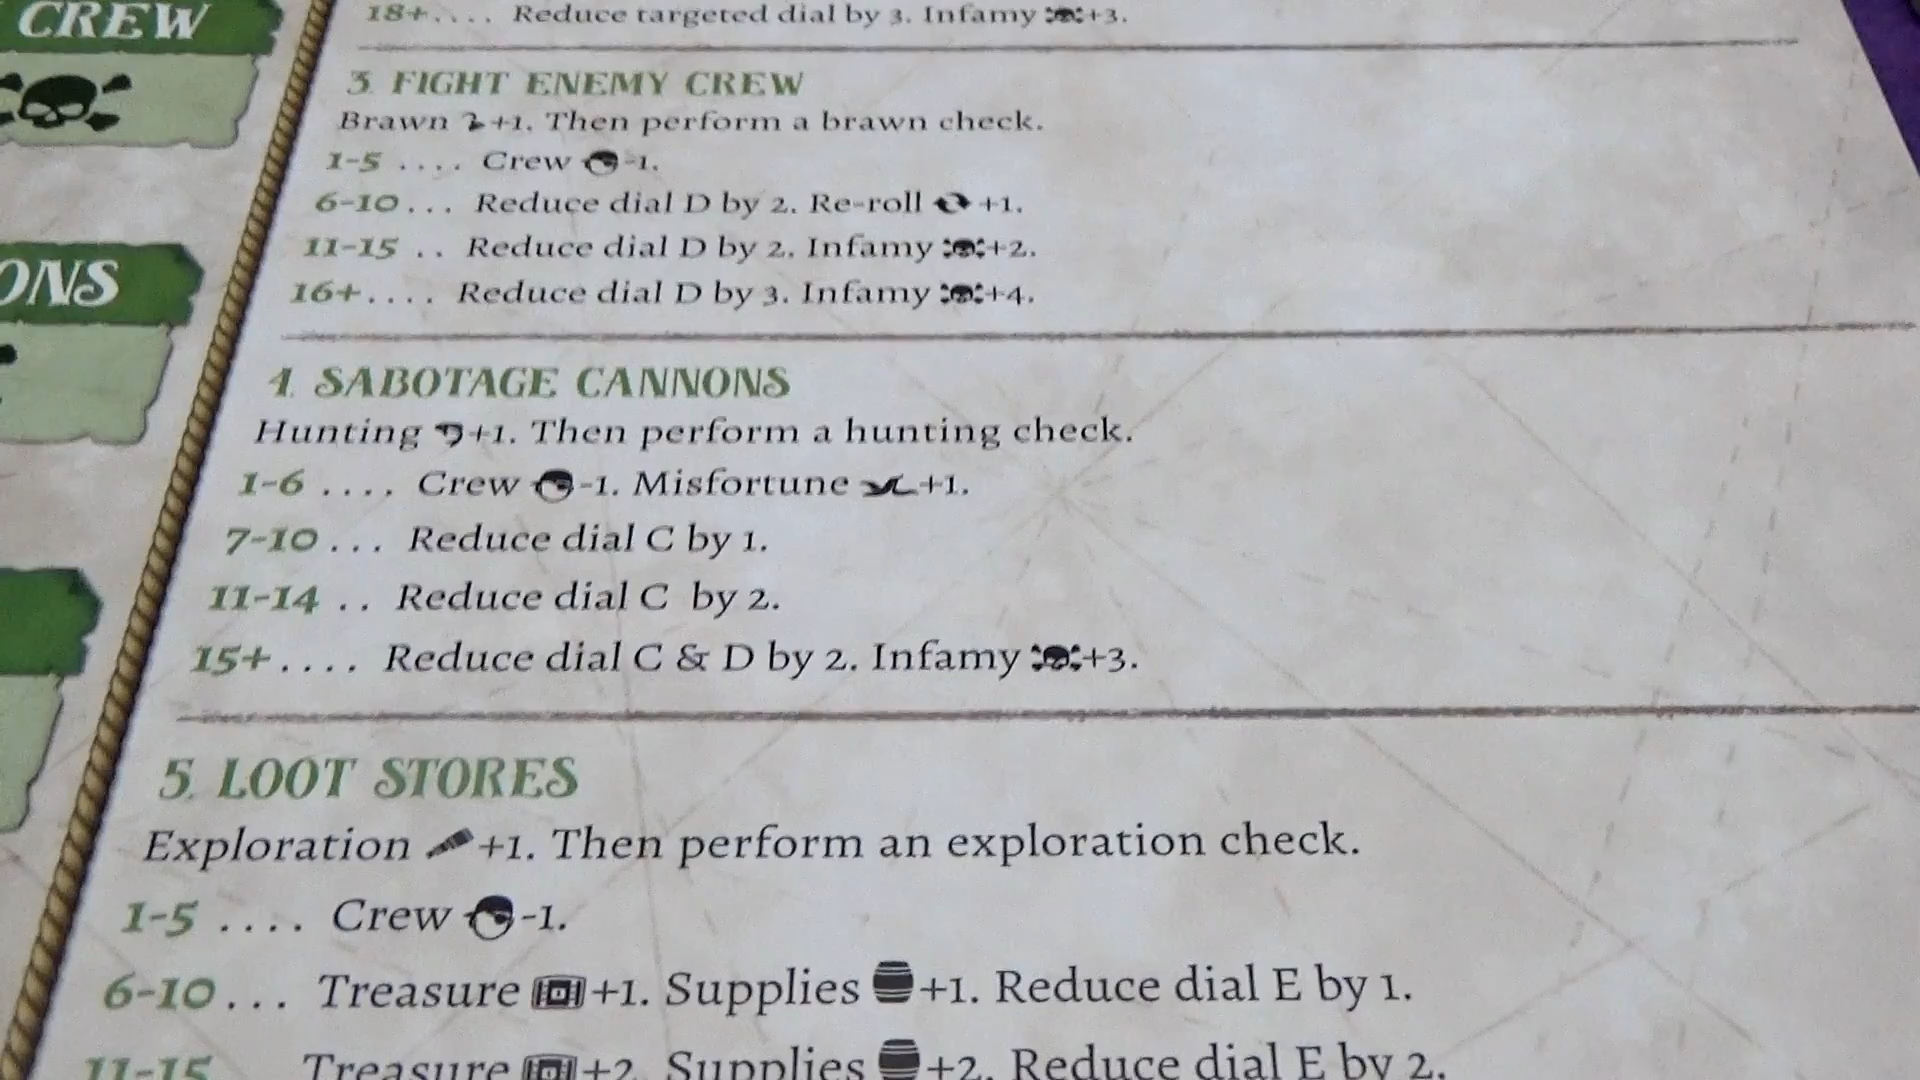 CREW
ONS
18+.... Reduce targeted dial by 3. Infamy +3.
3. FIGHT ENEMY CREW
Brawn +1. Then perform a brawn check.
1-5 .... Crew -1.
6-10... Reduce dial D by 2. Re-roll +1.
11-15 .. Reduce dial D by 2. Infamy +2.
16+.... Reduce dial D by 3. Infamy +4.
4. SABOTAGE CANNONS
Hunting +1. Then perform a hunting check.
1-6 .... Crew -1. Misfortune +1.
7-10 ... Reduce dial C by 1.
11-14 .. Reduce dial C by 2.
15+.... Reduce dial C & D by 2. Infamy +3.
5. LOOT STORES
Exploration +1. Then perform an exploration check.
1-5 .... Crew -1.
6-10... Treasure +1. Supplies +1. Reduce dial E by 1.
11-15 Treasure +2. Supplies +2. Reduce dial E by 2.